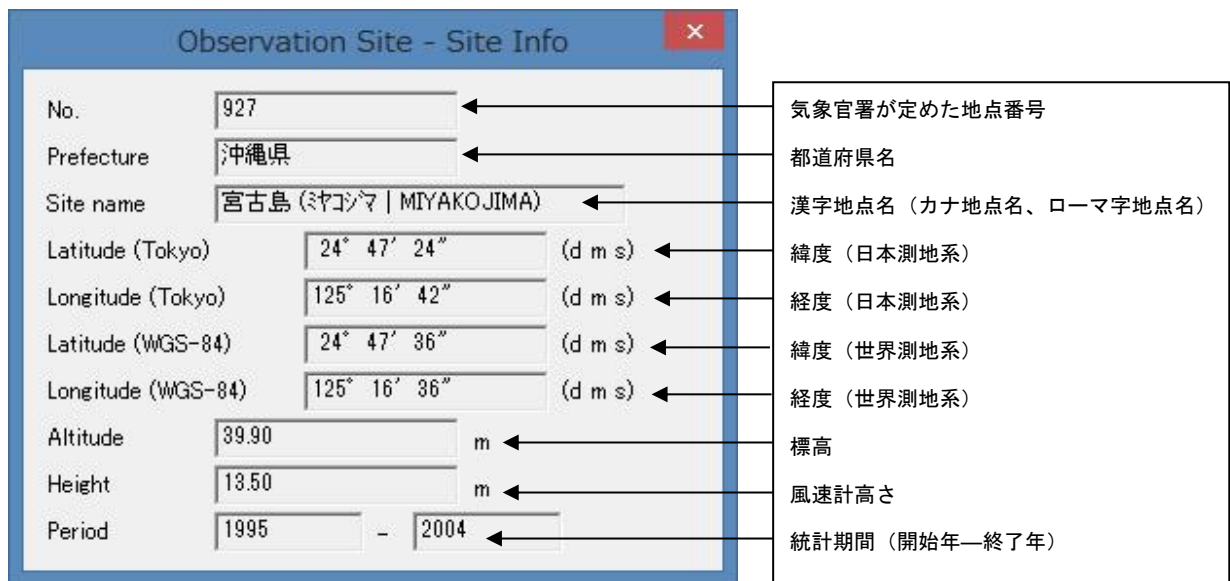 Observation Site - Site Info
×
No. 927
気象官署が定めた地点番号
Prefecture 沖縄県
都道府県名
Site name 宮古島 (ﾐﾔｺｼﾞﾏ | MIYAKOJIMA)
漢字地点名（カナ地点名、ローマ字地点名）
Latitude (Tokyo) 24° 47′ 24″ (d m s)
緯度（日本測地系）
Longitude (Tokyo) 125° 16′ 42″ (d m s)
経度（日本測地系）
Latitude (WGS-84) 24° 47′ 36″ (d m s)
緯度（世界測地系）
Longitude (WGS-84) 125° 16′ 36″ (d m s)
経度（世界測地系）
Altitude 39.90 m
標高
Height 13.50 m
風速計高さ
Period 1995 - 2004
統計期間（開始年―終了年）